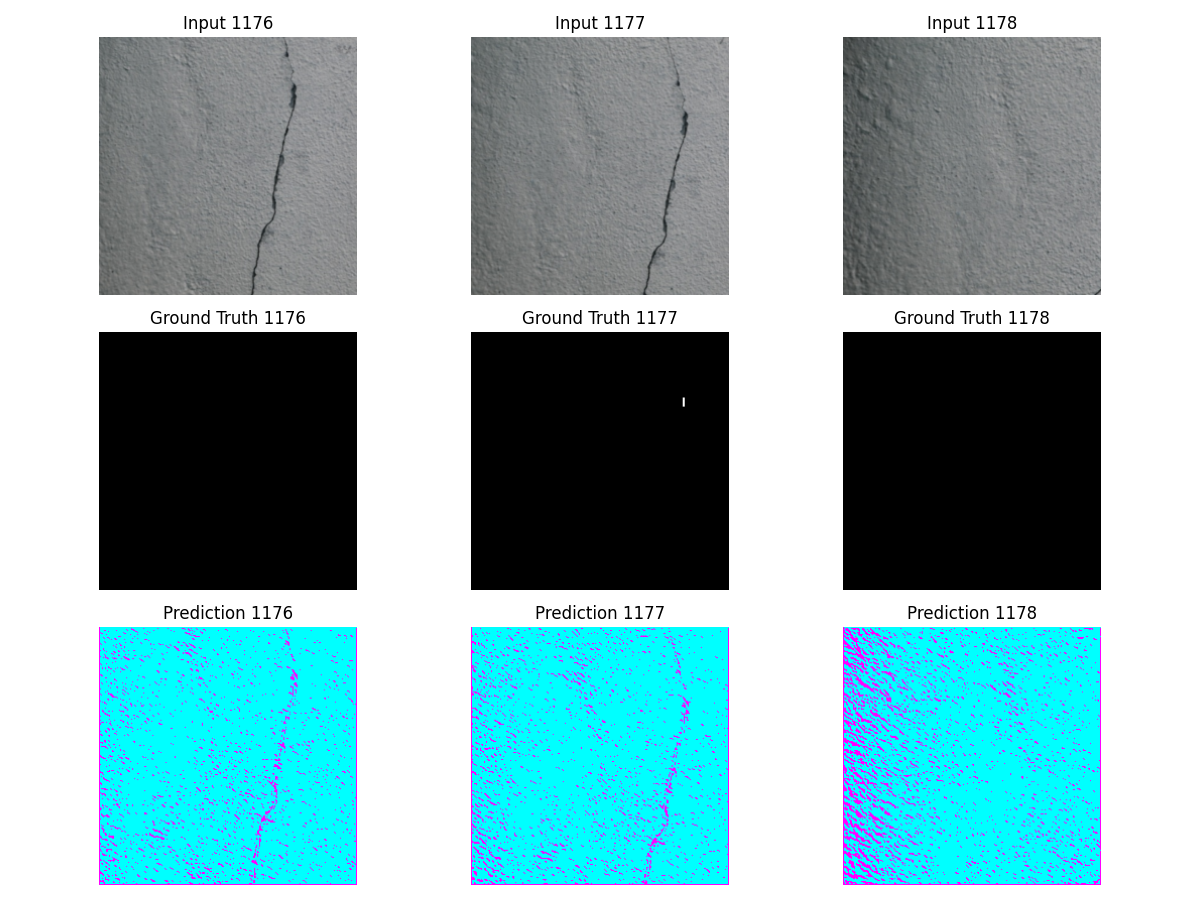 Input 1176
Input 1177
Input 1178
Ground Truth 1176
Ground Truth 1177
Ground Truth 1178
Prediction 1176
Prediction 1177
Prediction 1178